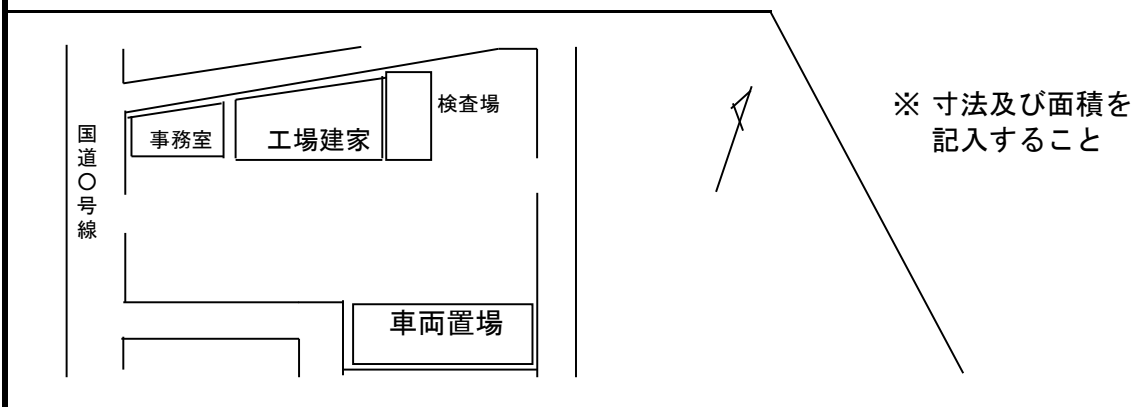 国道〇号線
事務室
工場建家
検査場
車両置場
※ 寸法及び面積を
記入すること